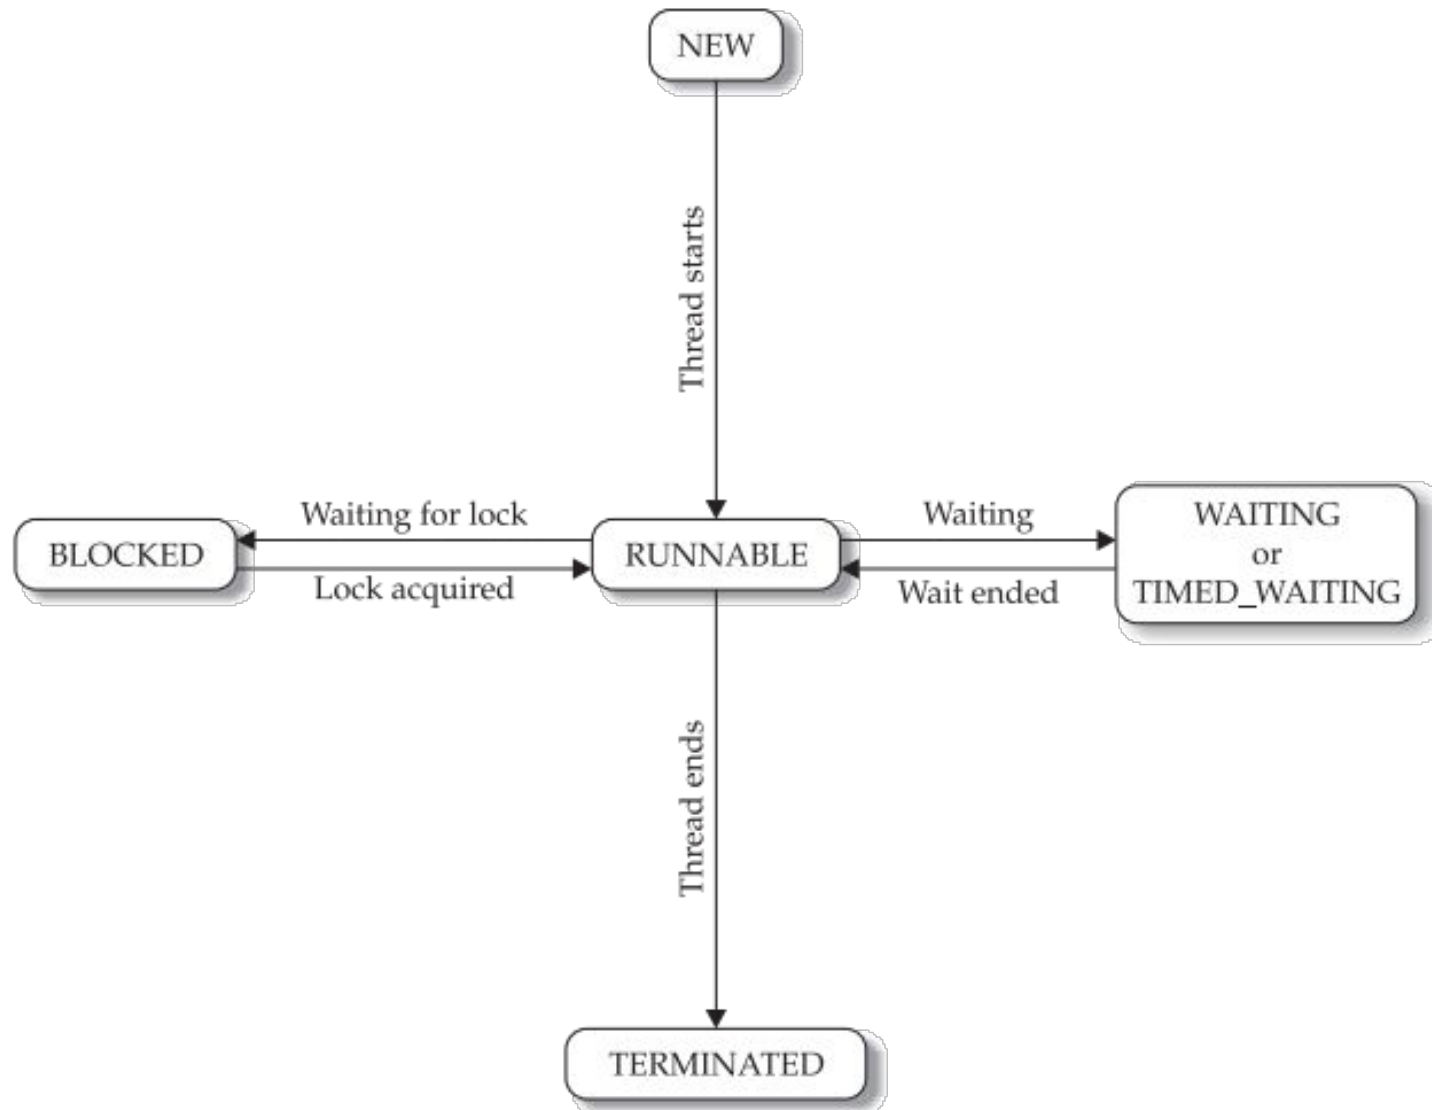 NEW
Thread starts
Waiting for lock
Waiting
BLOCKED
RUNNABLE
WAITING
or
TIMED_WAITING
Lock acquired
Wait ended
Thread ends
TERMINATED